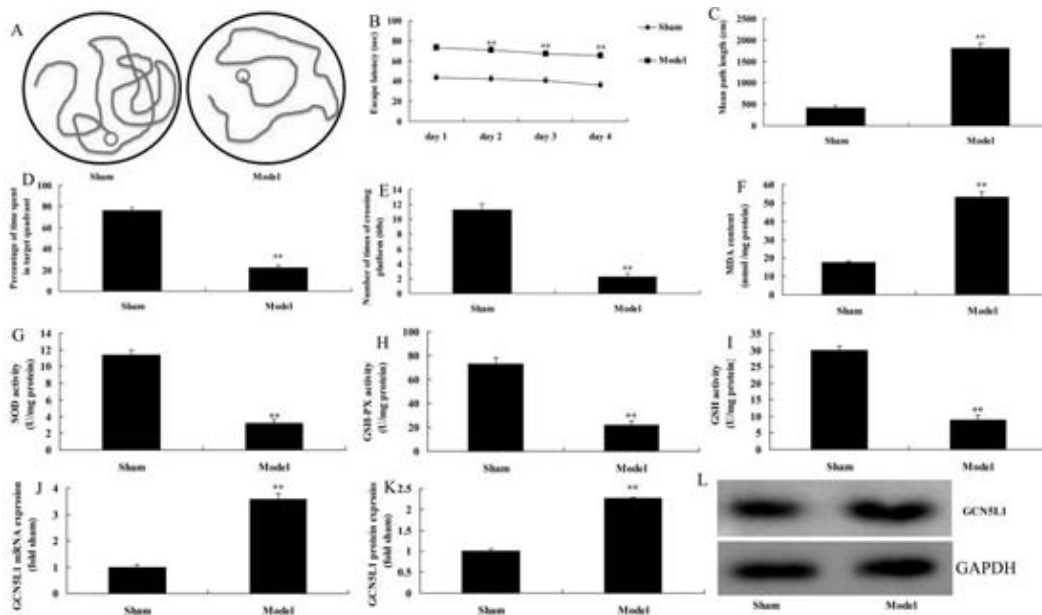 A
Sham
Model
B
Escape latency (sec)
100
80
60
40
20
0
**
**
**
day 1
day 2
day 3
day 4
Sham
Model
C
Mean path length (cm)
2500
2000
1500
1000
500
0
**
Sham
Model
D
Percentage of time spent
in target quadrant
100
80
60
40
20
0
**
Sham
Model
E
Number of times of crossing
platform (60s)
14
12
10
8
6
4
2
0
**
Sham
Model
F
MDA content
(nmol /mg protein)
60
50
40
30
20
10
0
**
Sham
Model
G
SOD activity
(U/mg protein)
14
12
10
8
6
4
2
0
**
Sham
Model
H
GSH-PX activity
(U/mg protein)
100
80
60
40
20
0
**
Sham
Model
I
GSH activity
(U/mg protein)
35
30
25
20
15
10
5
0
**
Sham
Model
J
GCN5L1 mRNA expression
(fold sham)
4
3
2
1
0
**
Sham
Model
K
GCN5L1 protein expression
(fold sham)
2.5
2
1.5
1
0.5
0
**
Sham
Model
L
GCN5L1
GAPDH
Sham
Model